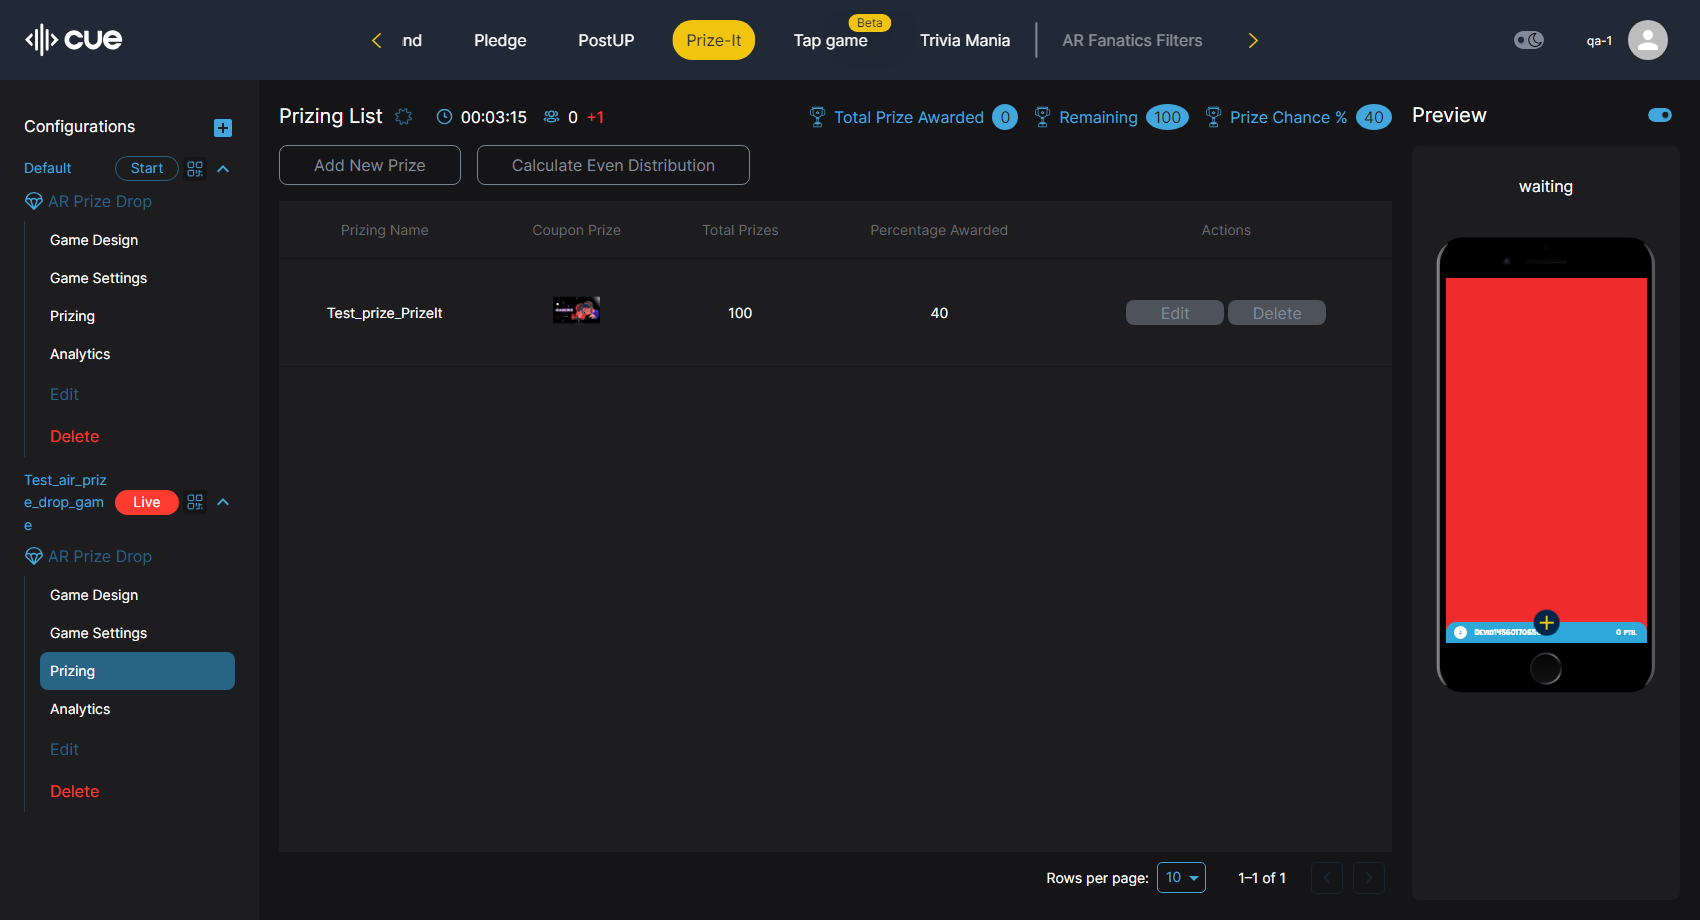 cue
nd
Pledge
PostUP
Prize-It
Beta
Tap game
Trivia Mania
AR Fanatics Filters
qa-1
Configurations
Default
Start
AR Prize Drop
Game Design
Game Settings
Prizing
Analytics
Edit
Delete
Test_air_priz
e_drop_gam
e
Live
AR Prize Drop
Game Design
Game Settings
Prizing
Analytics
Edit
Delete
Prizing List
00:03:15
0 +1
Total Prize Awarded 0
Remaining 100
Prize Chance % 40
Add New Prize
Calculate Even Distribution
Prizing Name
Coupon Prize
Total Prizes
Percentage Awarded
Actions
Test_prize_PrizeIt
100
40
Edit
Delete
Rows per page: 10
1–1 of 1
Preview
waiting
0 PTS.